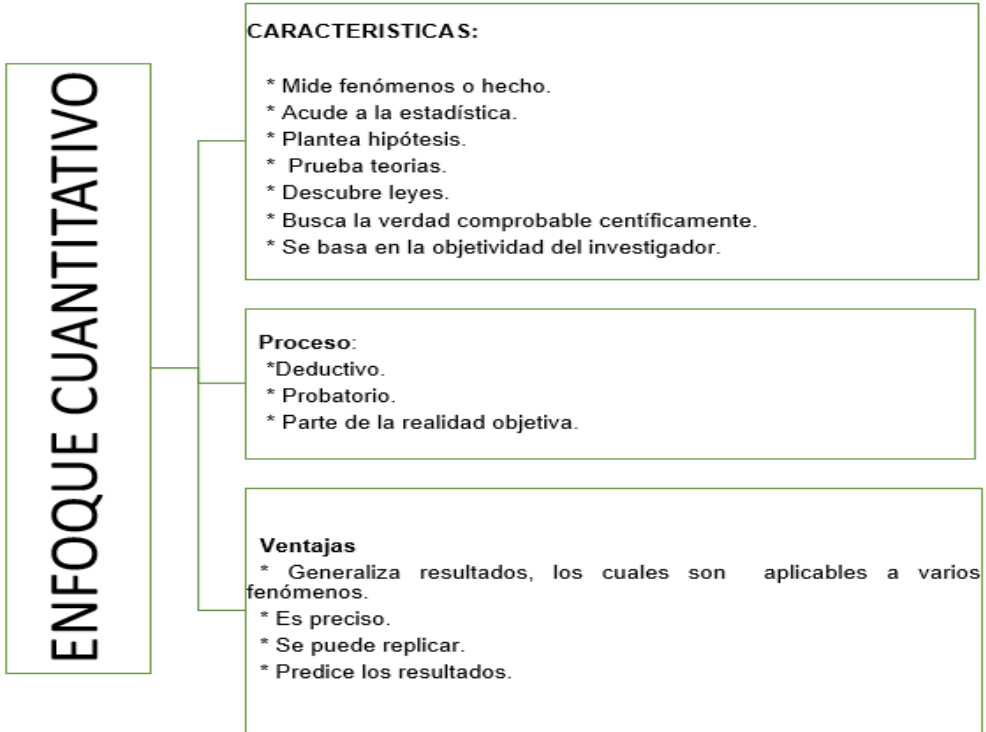 ENFOQUE CUANTITATIVO
CARACTERISTICAS:
* Mide fenómenos o hecho.
* Acude a la estadística.
* Plantea hipótesis.
* Prueba teorias.
* Descubre leyes.
* Busca la verdad comprobable centíficamente.
* Se basa en la objetividad del investigador.
Proceso:
*Deductivo.
* Probatorio.
* Parte de la realidad objetiva.
Ventajas
* Generaliza resultados, los cuales son aplicables a varios
fenómenos.
* Es preciso.
* Se puede replicar.
* Predice los resultados.